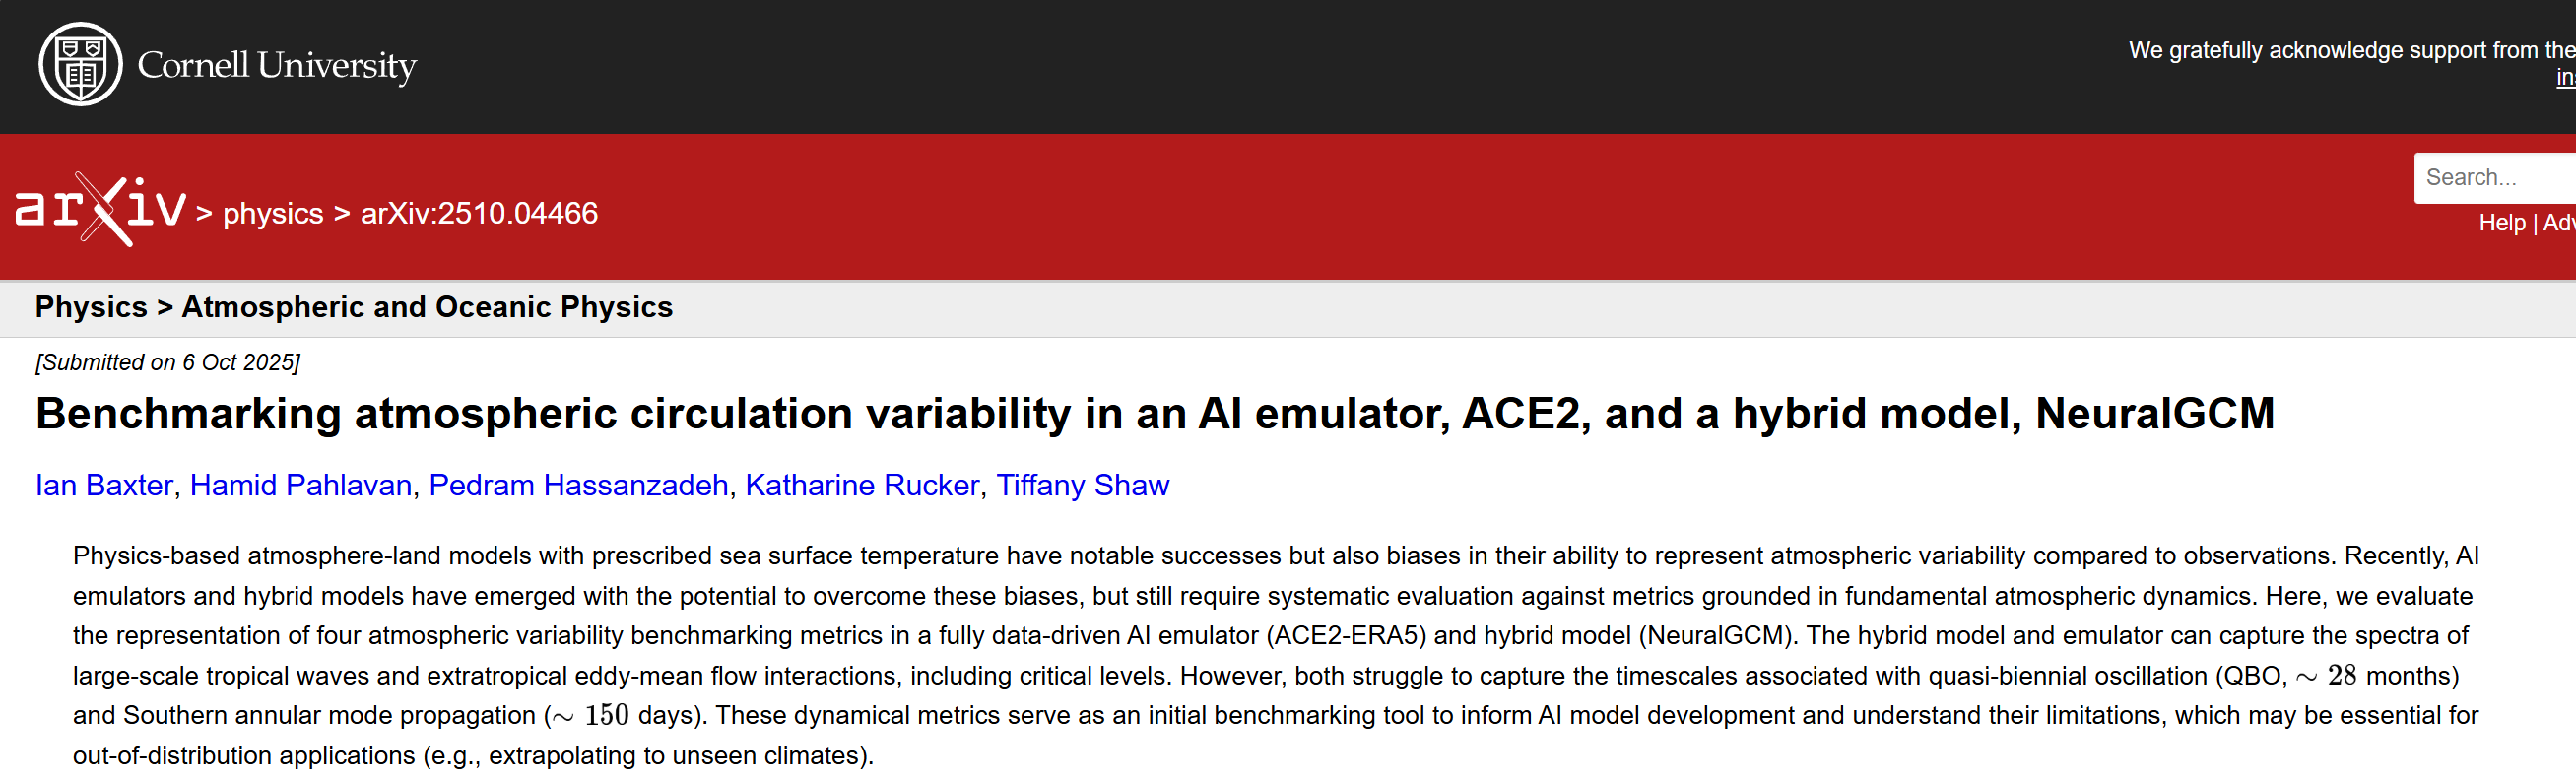 Cornell University
We gratefully acknowledge support from the
arXiv > physics > arXiv:2510.04466
Search...
Help |
Physics > Atmospheric and Oceanic Physics
[Submitted on 6 Oct 2025]
Benchmarking atmospheric circulation variability in an AI emulator, ACE2, and a hybrid model, NeuralGCM
Ian Baxter, Hamid Pahlavan, Pedram Hassanzadeh, Katharine Rucker, Tiffany Shaw
Physics-based atmosphere-land models with prescribed sea surface temperature have notable successes but also biases in their ability to represent atmospheric variability compared to observations. Recently, AI
emulators and hybrid models have emerged with the potential to overcome these biases, but still require systematic evaluation against metrics grounded in fundamental atmospheric dynamics. Here, we evaluate
the representation of four atmospheric variability benchmarking metrics in a fully data-driven AI emulator (ACE2-ERA5) and hybrid model (NeuralGCM). The hybrid model and emulator can capture the spectra of
large-scale tropical waves and extratropical eddy-mean flow interactions, including critical levels. However, both struggle to capture the timescales associated with quasi-biennial oscillation (QBO, ∼ 28 months)
and Southern annular mode propagation (∼ 150 days). These dynamical metrics serve as an initial benchmarking tool to inform AI model development and understand their limitations, which may be essential for
out-of-distribution applications (e.g., extrapolating to unseen climates).